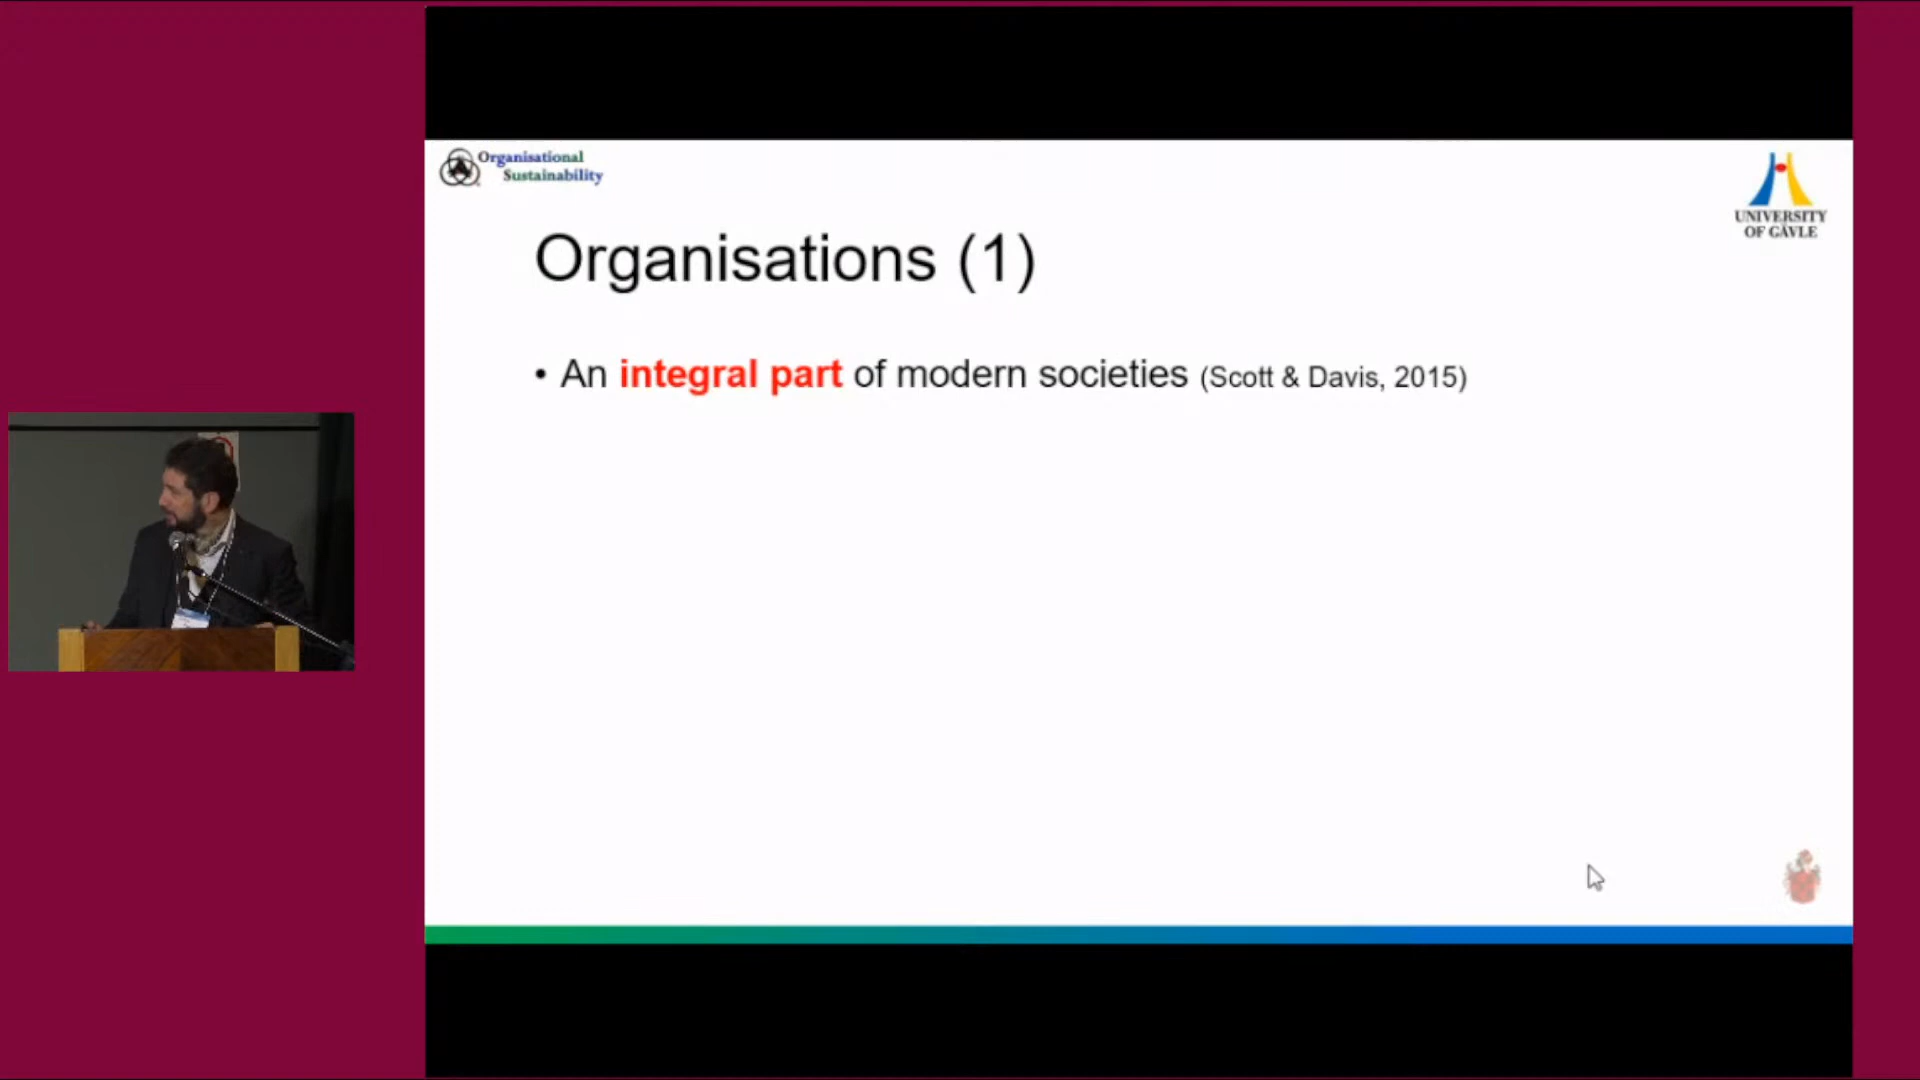 Organisational
Sustainability
UNIVERSITY
OF GÄVLE
Organisations (1)
• An integral part of modern societies (Scott & Davis, 2015)